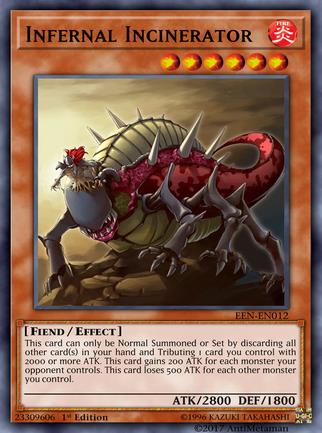 INFERNAL INCINERATOR
FIRE
炎
EEN-EN012
[FIEND / EFFECT]
This card can only be Normal Summoned or Set by discarding all
other card(s) in your hand and Tributing 1 card you control with
2000 or more ATK. This card gains 200 ATK for each monster your
opponent controls. This card loses 500 ATK for each other monster
you control.
ATK/2800 DEF/1800
23309606 1st Edition ©1996 KAZUKI TAKAHASHI
©2017 AntiMetaman